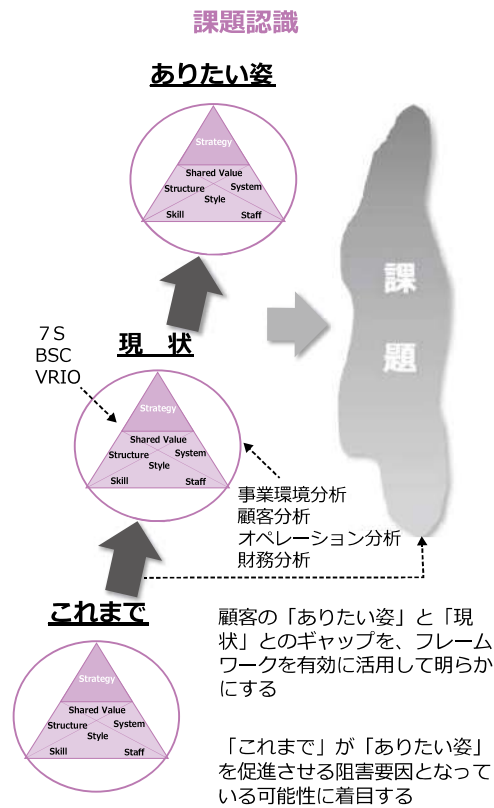 課題認識
ありたい姿
Strategy
Shared Value
Structure System
Style
Skill Staff
課
題
現 状
7S
BSC
VRIO
Strategy
Shared Value
Structure System
Style
Skill Staff
事業環境分析
顧客分析
オペレーション分析
財務分析
これまで
Strategy
Shared Value
Structure System
Style
Skill Staff
顧客の「ありたい姿」と「現
状」とのギャップを、フレーム
ワークを有効に活用して明らか
にする
「これまで」が「ありたい姿」
を促進させる阻害要因となって
いる可能性に着目する